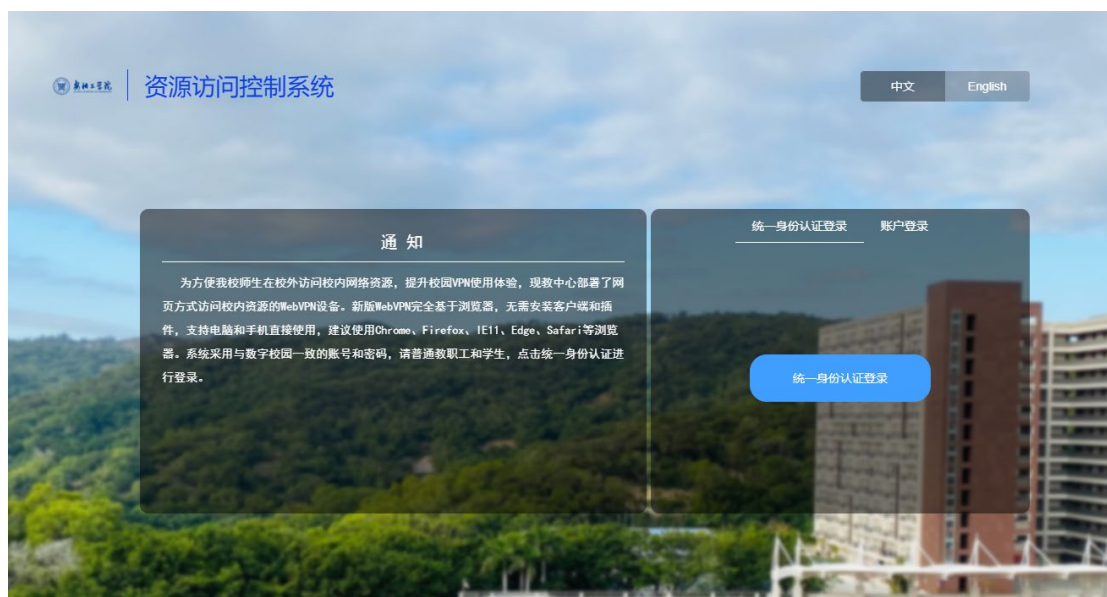 资源访问控制系统
中文 English
通 知
为方便我校师生在校外访问校内网络资源，提升校园VPN使用体验，现教中心部署了网
页方式访问校内资源的WebVPN设备。新版WebVPN完全基于浏览器，无需安装客户端和插
件，支持电脑和手机直接使用，建议使用Chrome、Firefox、IE11、Edge、Safari等浏览
器。系统采用与数字校园一致的账号和密码，请普通教职工和学生，点击统一身份认证进
行登录。
统一身份认证登录 账户登录
统一身份认证登录